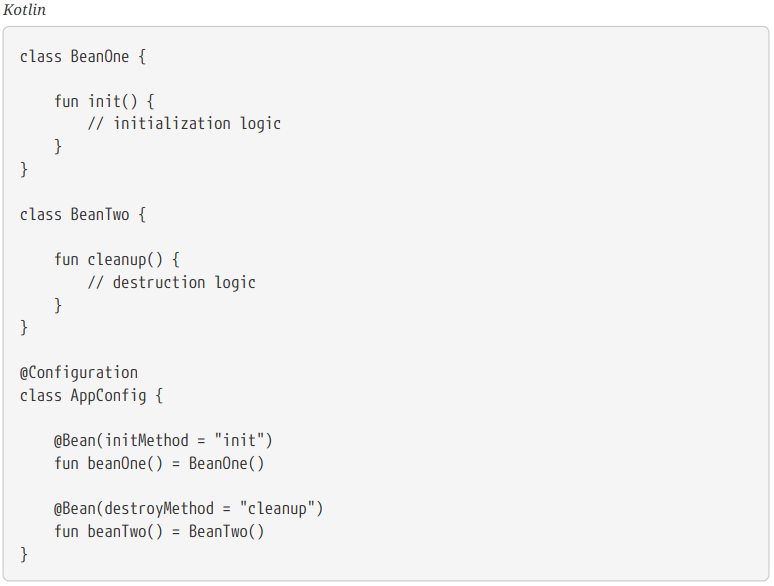 Kotlin
class BeanOne {
    fun init() {
        // initialization logic
    }
}
class BeanTwo {
    fun cleanup() {
        // destruction logic
    }
}
@Configuration
class AppConfig {
    @Bean(initMethod = "init")
    fun beanOne() = BeanOne()
    @Bean(destroyMethod = "cleanup")
    fun beanTwo() = BeanTwo()
}